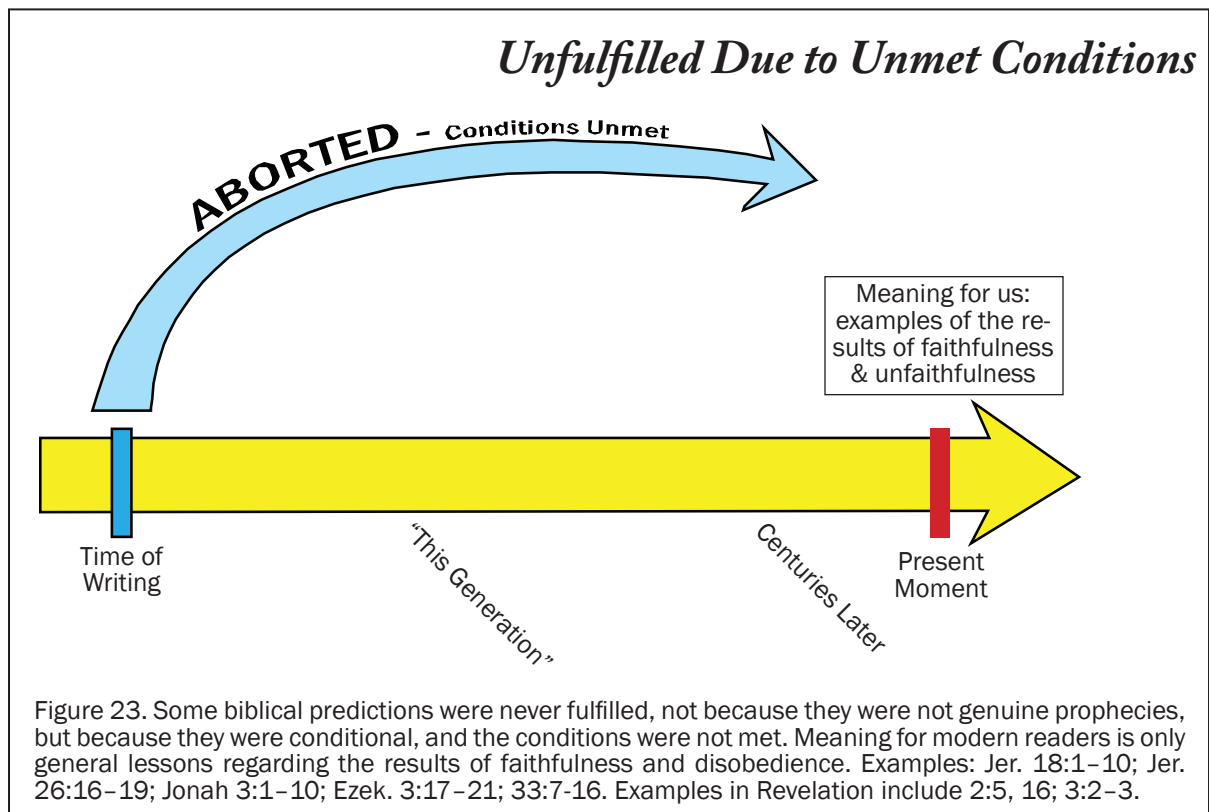 Unfulfilled Due to Unmet Conditions
ABORTED – Conditions Unmet
Meaning for us:
examples of the re-
sults of faithfulness
& unfaithfulness
Time of
Writing
“This Generation”
Centuries Later
Present
Moment
Figure 23. Some biblical predictions were never fulfilled, not because they were not genuine prophecies,
but because they were conditional, and the conditions were not met. Meaning for modern readers is only
general lessons regarding the results of faithfulness and disobedience. Examples: Jer. 18:1–10; Jer.
26:16–19; Jonah 3:1–10; Ezek. 3:17–21; 33:7-16. Examples in Revelation include 2:5, 16; 3:2–3.